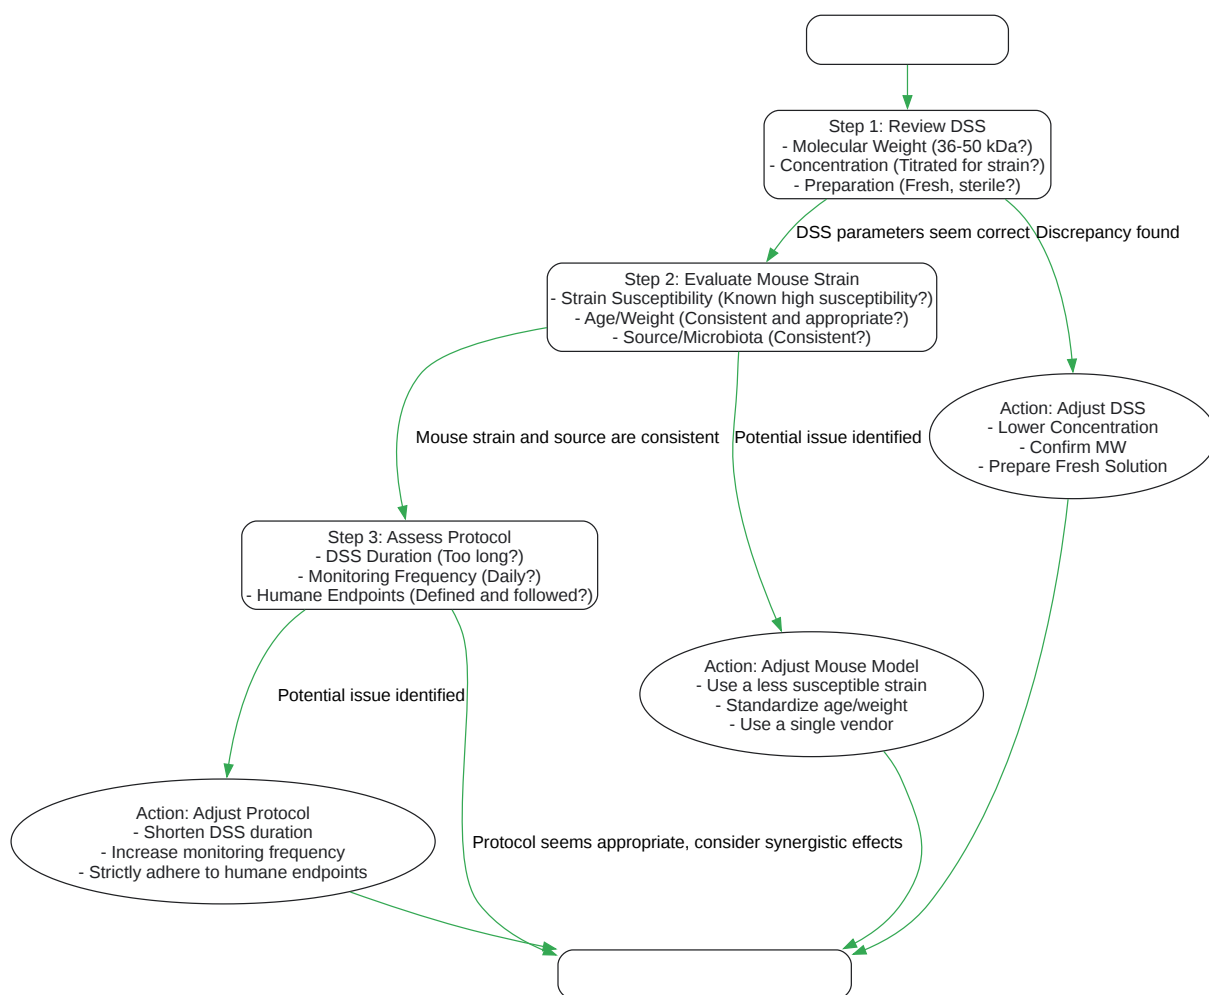 Step 1: Review DSS
- Molecular Weight (36-50 kDa?)
- Concentration (Titrated for strain?)
- Preparation (Fresh, sterile?)
DSS parameters seem correct
Discrepancy found
Step 2: Evaluate Mouse Strain
- Strain Susceptibility (Known high susceptibility?)
- Age/Weight (Consistent and appropriate?)
- Source/Microbiota (Consistent?)
Action: Adjust DSS
- Lower Concentration
- Confirm MW
- Prepare Fresh Solution
Mouse strain and source are consistent
Potential issue identified
Step 3: Assess Protocol
- DSS Duration (Too long?)
- Monitoring Frequency (Daily?)
- Humane Endpoints (Defined and followed?)
Action: Adjust Mouse Model
- Use a less susceptible strain
- Standardize age/weight
- Use a single vendor
Potential issue identified
Action: Adjust Protocol
- Shorten DSS duration
- Increase monitoring frequency
- Strictly adhere to humane endpoints
Protocol seems appropriate, consider synergistic effects